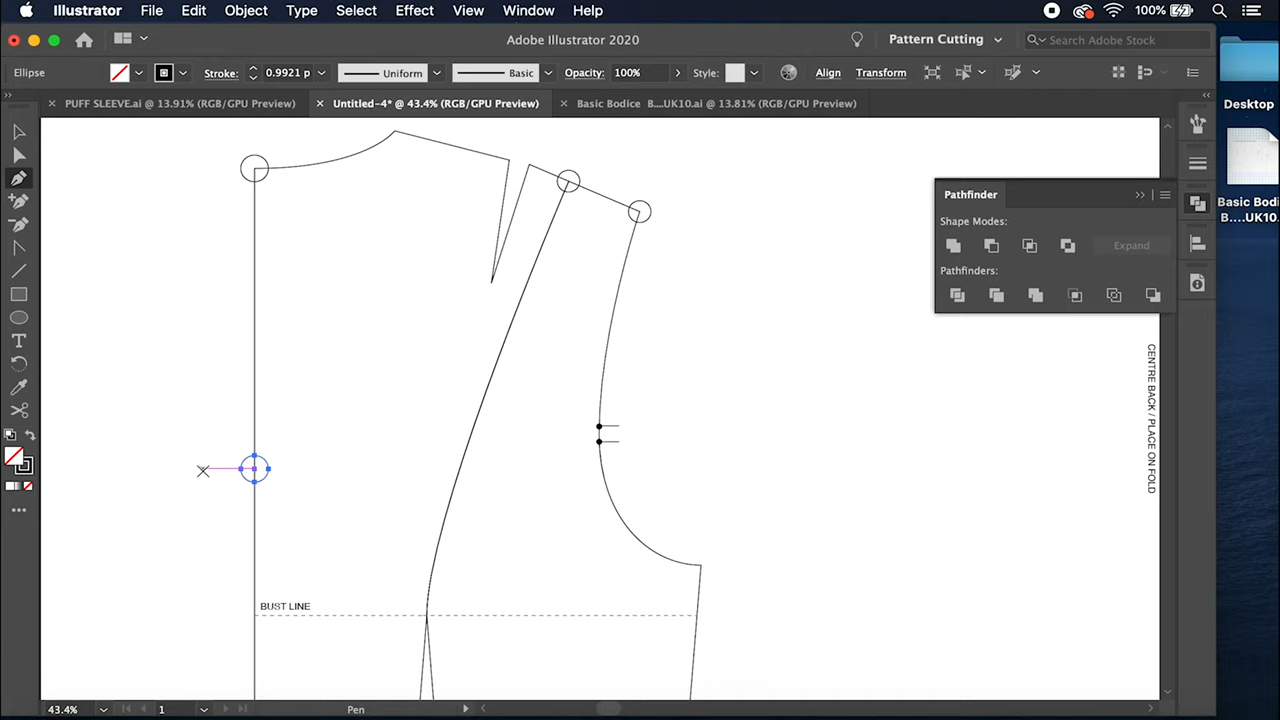 Illustrator File Edit Object Type Select Effect View Window Help 100%
Adobe Illustrator 2020 Pattern Cutting Search Adobe Stock
Ellipse Stroke: 0.9921 p Uniform Basic Opacity: 100% Style: Align Transform
PUFF SLEEVE.ai @ 13.91% (RGB/GPU Preview) Untitled-4* @ 43.4% (RGB/GPU Preview) Basic Bodice B....UK10.ai @ 13.81% (RGB/GPU Preview)
Desktop
Pathfinder
Shape Modes:
Expand
Pathfinders:
Basic Bodi
B....UK10.
CENTRE BACK / PLACE ON FOLD
BUST LINE
43.4% 1 Pen